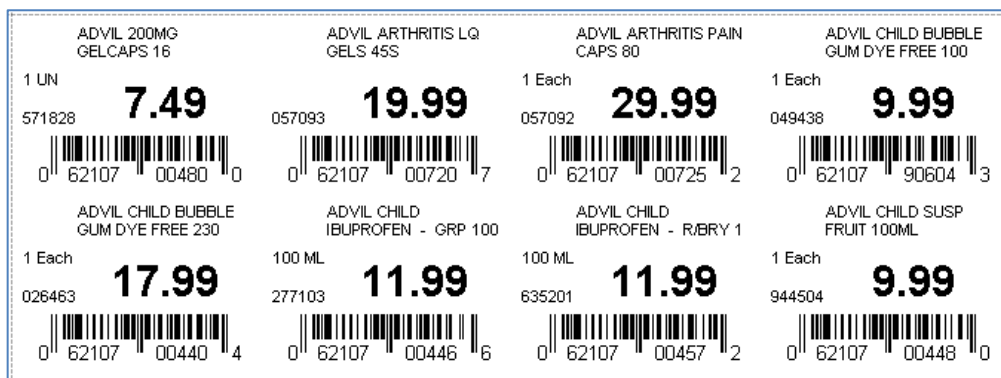 ADVIL 200MG
GELCAPS 16
1 UN
7.49
571828
0 62107 00480 0
ADVIL ARTHRITIS LQ
GELS 45S
19.99
057093
0 62107 00720 7
ADVIL ARTHRITIS PAIN
CAPS 80
1 Each
29.99
057092
0 62107 00725 2
ADVIL CHILD BUBBLE
GUM DYE FREE 100
1 Each
9.99
049438
0 62107 90604 3
ADVIL CHILD BUBBLE
GUM DYE FREE 230
1 Each
17.99
026463
0 62107 00440 4
ADVIL CHILD
IBUPROFEN - GRP 100
100 ML
11.99
277103
0 62107 00446 6
ADVIL CHILD
IBUPROFEN - R/BRY 1
100 ML
11.99
635201
0 62107 00457 2
ADVIL CHILD SUSP
FRUIT 100ML
1 Each
9.99
944504
0 62107 00448 0